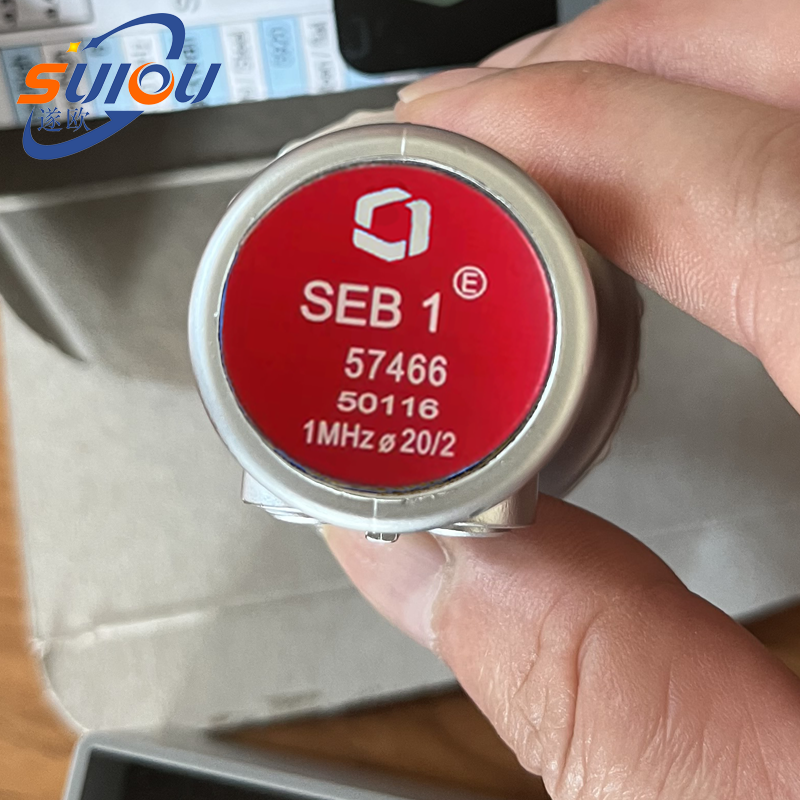 SUIOU
遂欧
SEB 1 E
57466
50116
1MHz ø 20/2